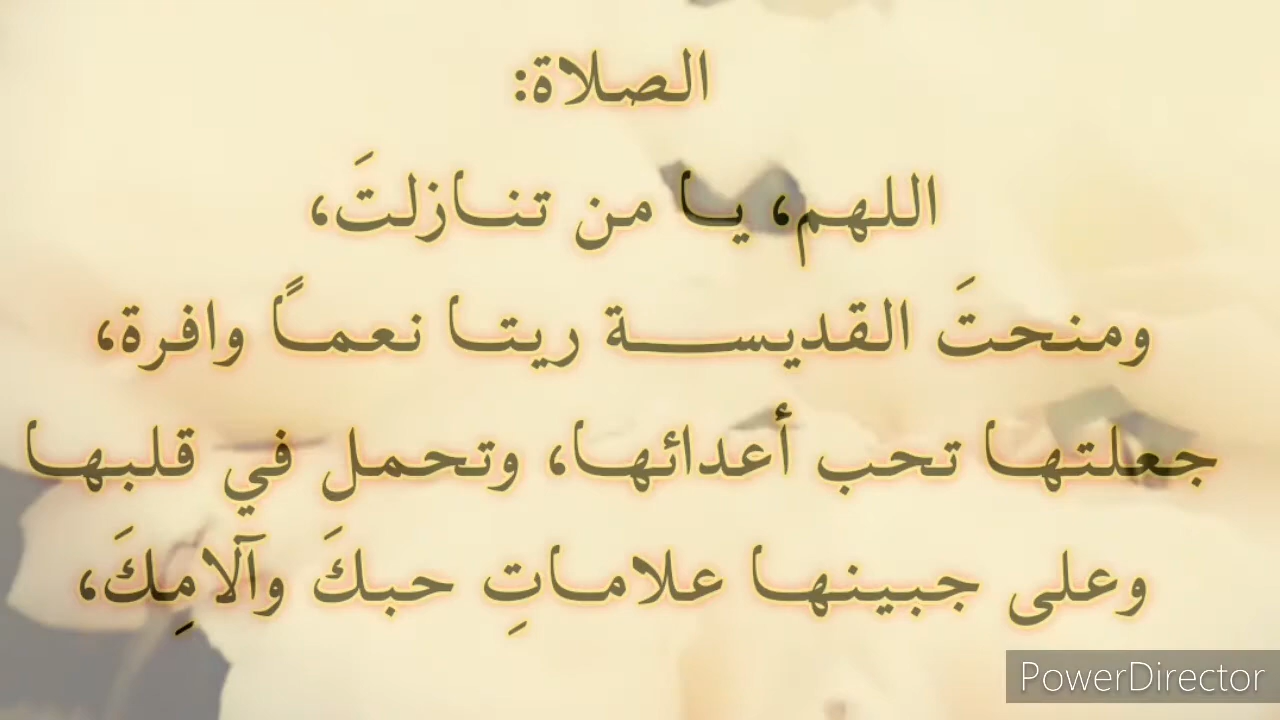 الصلاة:
اللهم، يا من تنازلتَ،
ومنحتَ القديسة ريتا نعماً وافرة،
جعلتها تحب أعدائها، وتحمل في قلبها
وعلى جبينها علاماتِ حبكَ وآلامِكَ،
PowerDirector